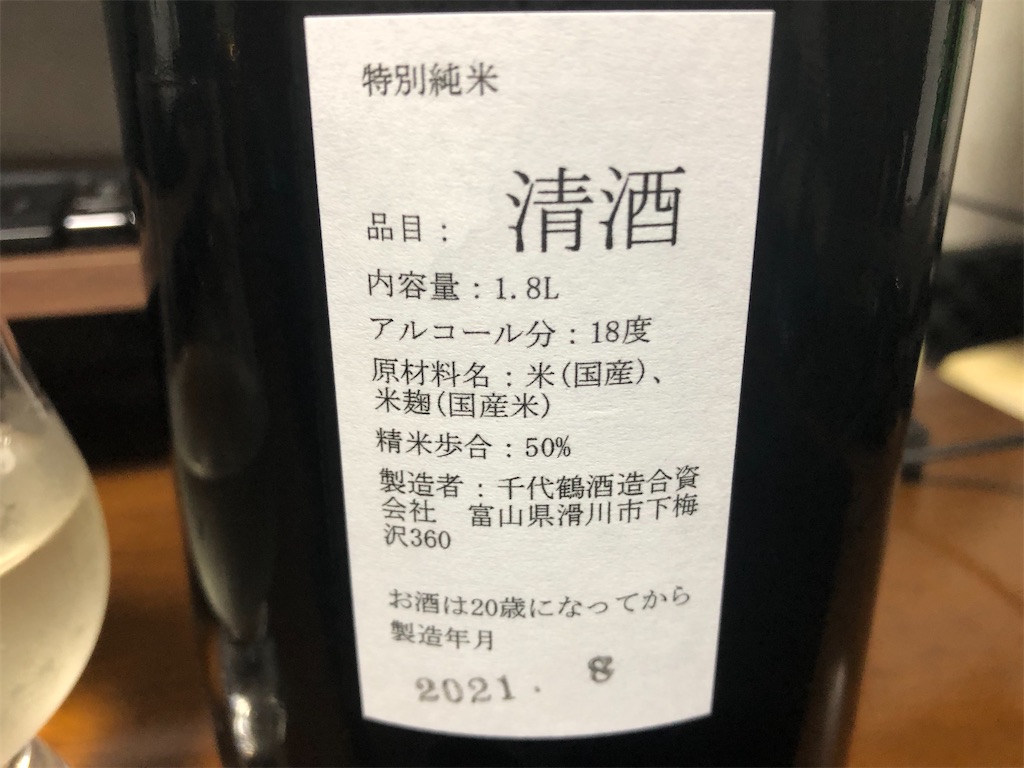 特別純米
品目： 清酒
内容量：1.8L
アルコール分：18度
原材料名：米(国産)、
米麹(国産米)
精米歩合：50%
製造者：千代鶴酒造合資
会社　富山県滑川市下梅
沢360
お酒は20歳になってから
製造年月
2021. 8